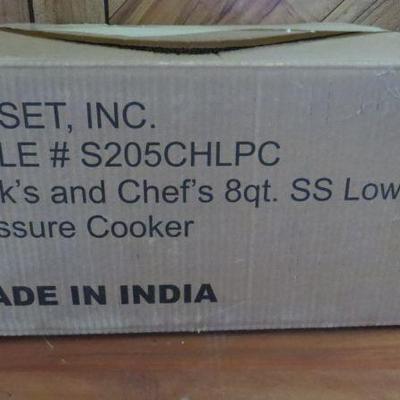 SET, INC.
LE # S205CHLPC
k's and Chef's 8qt. SS Low
ssure Cooker
ADE IN INDIA